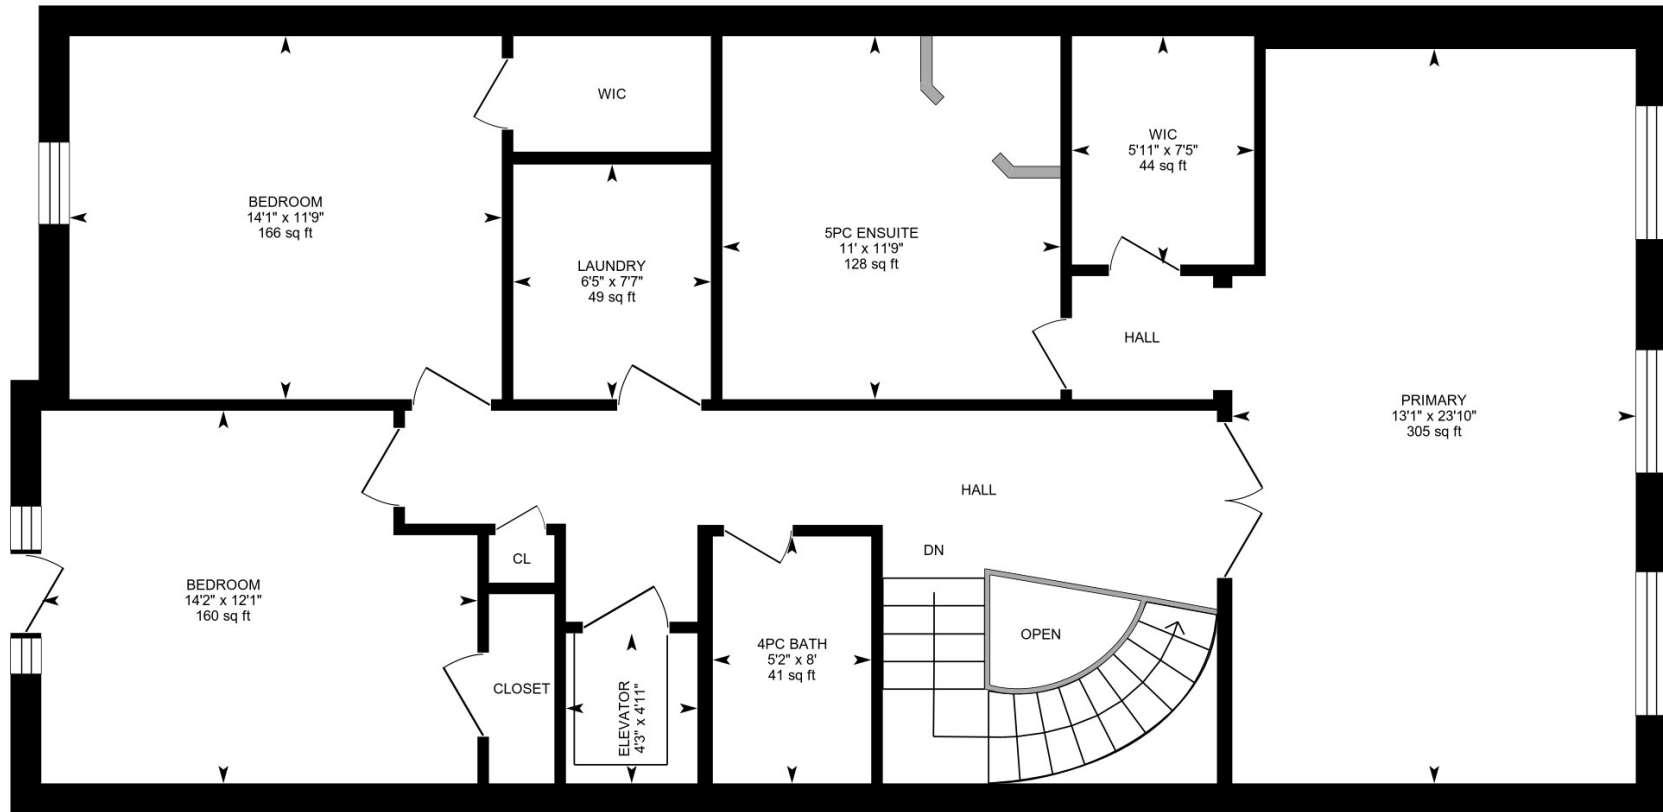 WIC
WIC
5'11" x 7'5"
44 sq ft
BEDROOM
14'1" x 11'9"
166 sq ft
5PC ENSUITE
11' x 11'9"
128 sq ft
LAUNDRY
6'5" x 7'7"
49 sq ft
HALL
PRIMARY
13'1" x 23'10"
305 sq ft
HALL
DN
CL
BEDROOM
14'2" x 12'1"
160 sq ft
OPEN
4PC BATH
5'2" x 8'
41 sq ft
CLOSET
ELEVATOR
4'3" x 4'11"